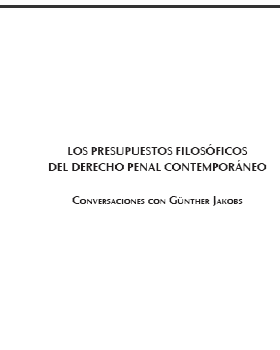 LOS PRESUPUESTOS FILOSÓFICOS
DEL DERECHO PENAL CONTEMPORÁNEO
Conversaciones con Günther Jakobs